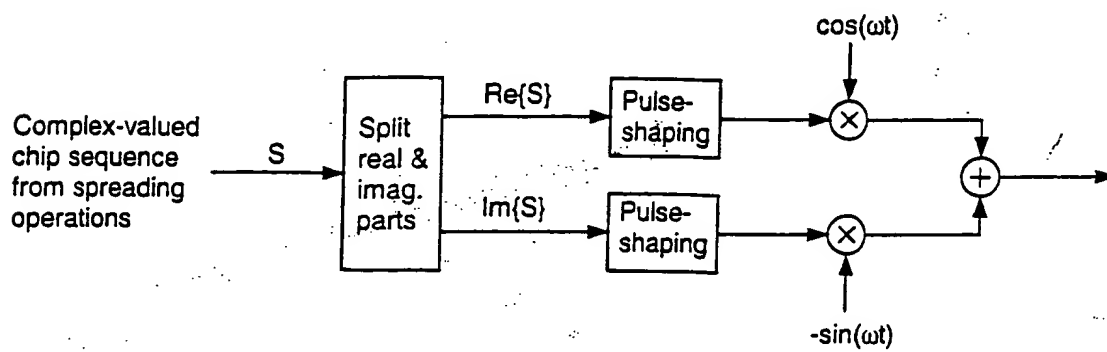 cos(ωt)
Complex-valued
chip sequence
from spreading
operations
S
Split
real &
imag.
parts
Re{S}
Pulse-
shaping
Im{S}
Pulse-
shaping
-sin(ωt)